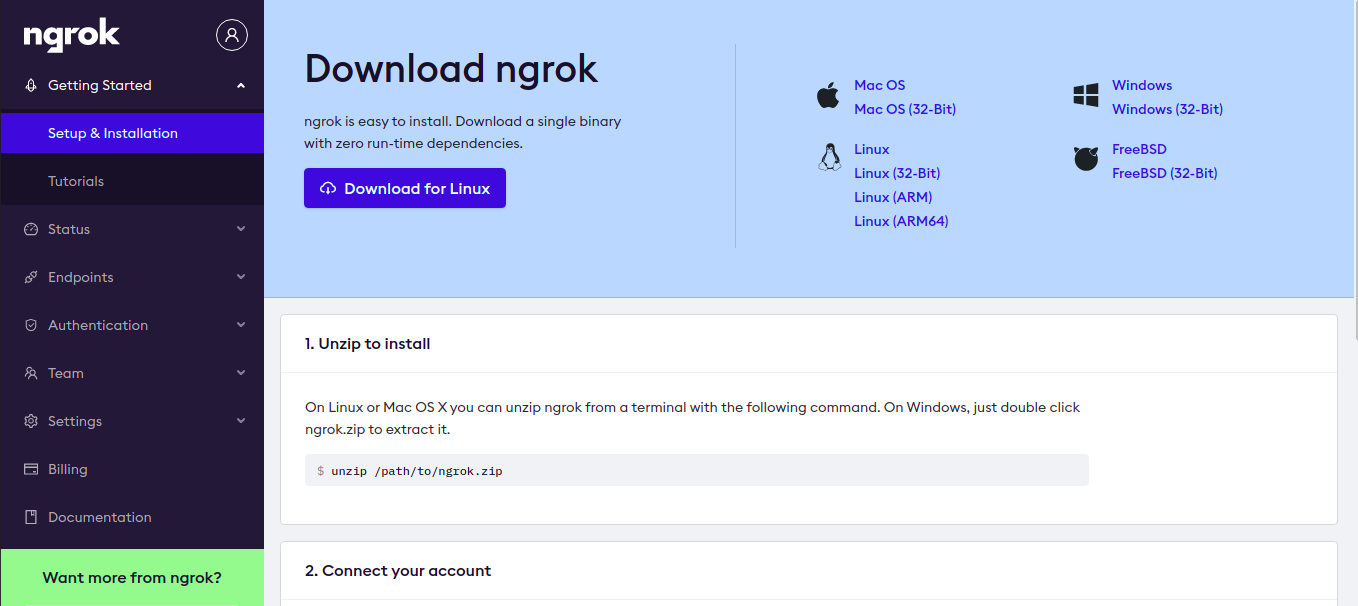 ngrok
Getting Started
Setup & Installation
Tutorials
Status
Endpoints
Authentication
Team
Settings
Billing
Documentation
Want more from ngrok?
Download ngrok
ngrok is easy to install. Download a single binary
with zero run-time dependencies.
Download for Linux
Mac OS
Mac OS (32-Bit)
Linux
Linux (32-Bit)
Linux (ARM)
Linux (ARM64)
Windows
Windows (32-Bit)
FreeBSD
FreeBSD (32-Bit)
1. Unzip to install
On Linux or Mac OS X you can unzip ngrok from a terminal with the following command. On Windows, just double click
ngrok.zip to extract it.
$ unzip /path/to/ngrok.zip
2. Connect your account